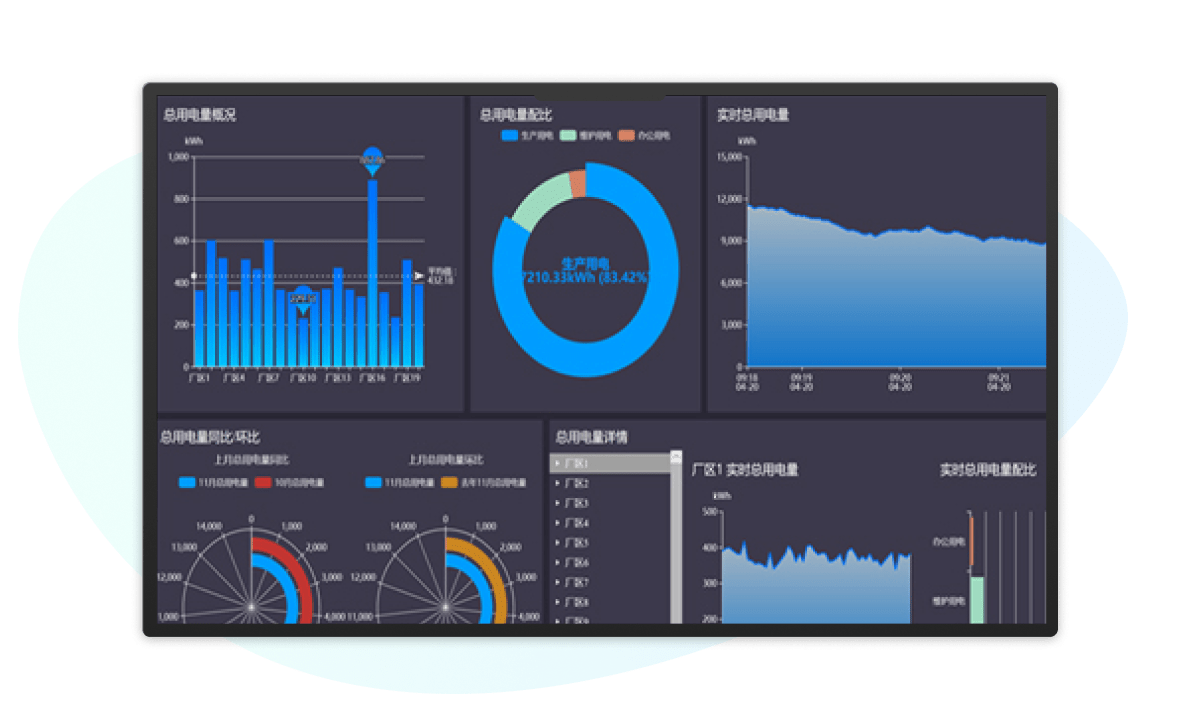 总用电量概况
kWh
1,000
800
600
400
200
0
平均值:
432.18
厂区1 厂区4 厂区7 厂区10 厂区13 厂区16 厂区19
总用电量配比
生产用电 维护用电 办公用电
生产用电
7210.33kWh (83.42%)
实时总用电量
kWh
15,000
12,000
9,000
6,000
3,000
0
09:18 09:19 09:20 09:21
04-20 04-20 04-20 04-20
总用电量同比/环比
上月总用电量同比
11月总用电量 10月总用电量
0
14,000 1,000
13,000 2,000
12,000 3,000
4,000
上月总用电量环比
11月总用电量 去年11月总用电量
0
14,000 1,000
13,000 2,000
12,000 3,000
11,000 4,000
总用电量详情
厂区1
厂区2
厂区3
厂区4
厂区5
厂区6
厂区7
厂区8
厂区9
厂区1 实时总用电量
kWh
500
400
300
200
实时总用电量配比
办公用电
维护用电